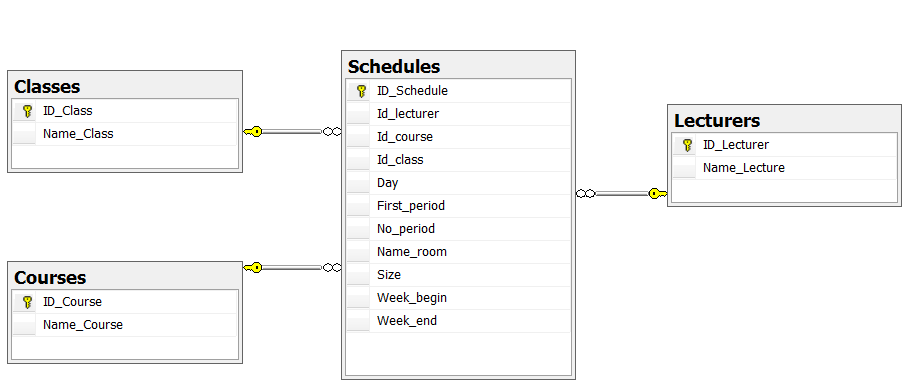 Classes
ID_Class
Name_Class
Courses
ID_Course
Name_Course
Schedules
ID_Schedule
Id_lecturer
Id_course
Id_class
Day
First_period
No_period
Name_room
Size
Week_begin
Week_end
Lecturers
ID_Lecturer
Name_Lecture